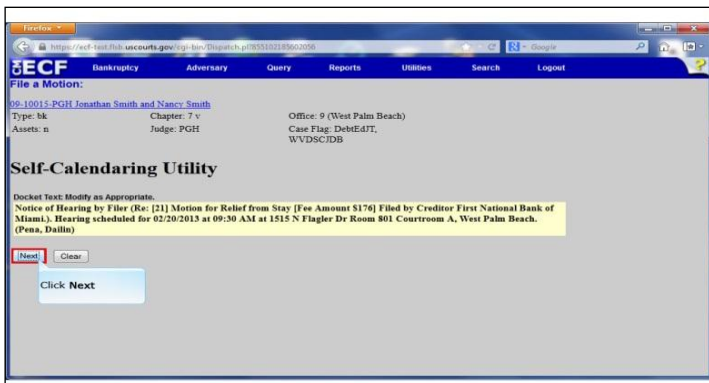 Firefox
https://ecf-test.flsb.uscourts.gov/cgi-bin/Dispatch.pl?855102185602056
Google
ECF Bankruptcy Adversary Query Reports Utilities Search Logout ?
File a Motion:
09-10015-PGH Jonathan Smith and Nancy Smith
Type: bk Chapter: 7 v Office: 9 (West Palm Beach)
Assets: n Judge: PGH Case Flag: DebtEdJT,
WVDSCJDB
Self-Calendaring Utility
Docket Text: Modify as Appropriate.
Notice of Hearing by Filer (Re: [21] Motion for Relief from Stay [Fee Amount $176] Filed by Creditor First National Bank of
Miami.). Hearing scheduled for 02/20/2013 at 09:30 AM at 1515 N Flagler Dr Room 801 Courtroom A, West Palm Beach.
(Pena, Dailin)
Next Clear
Click Next